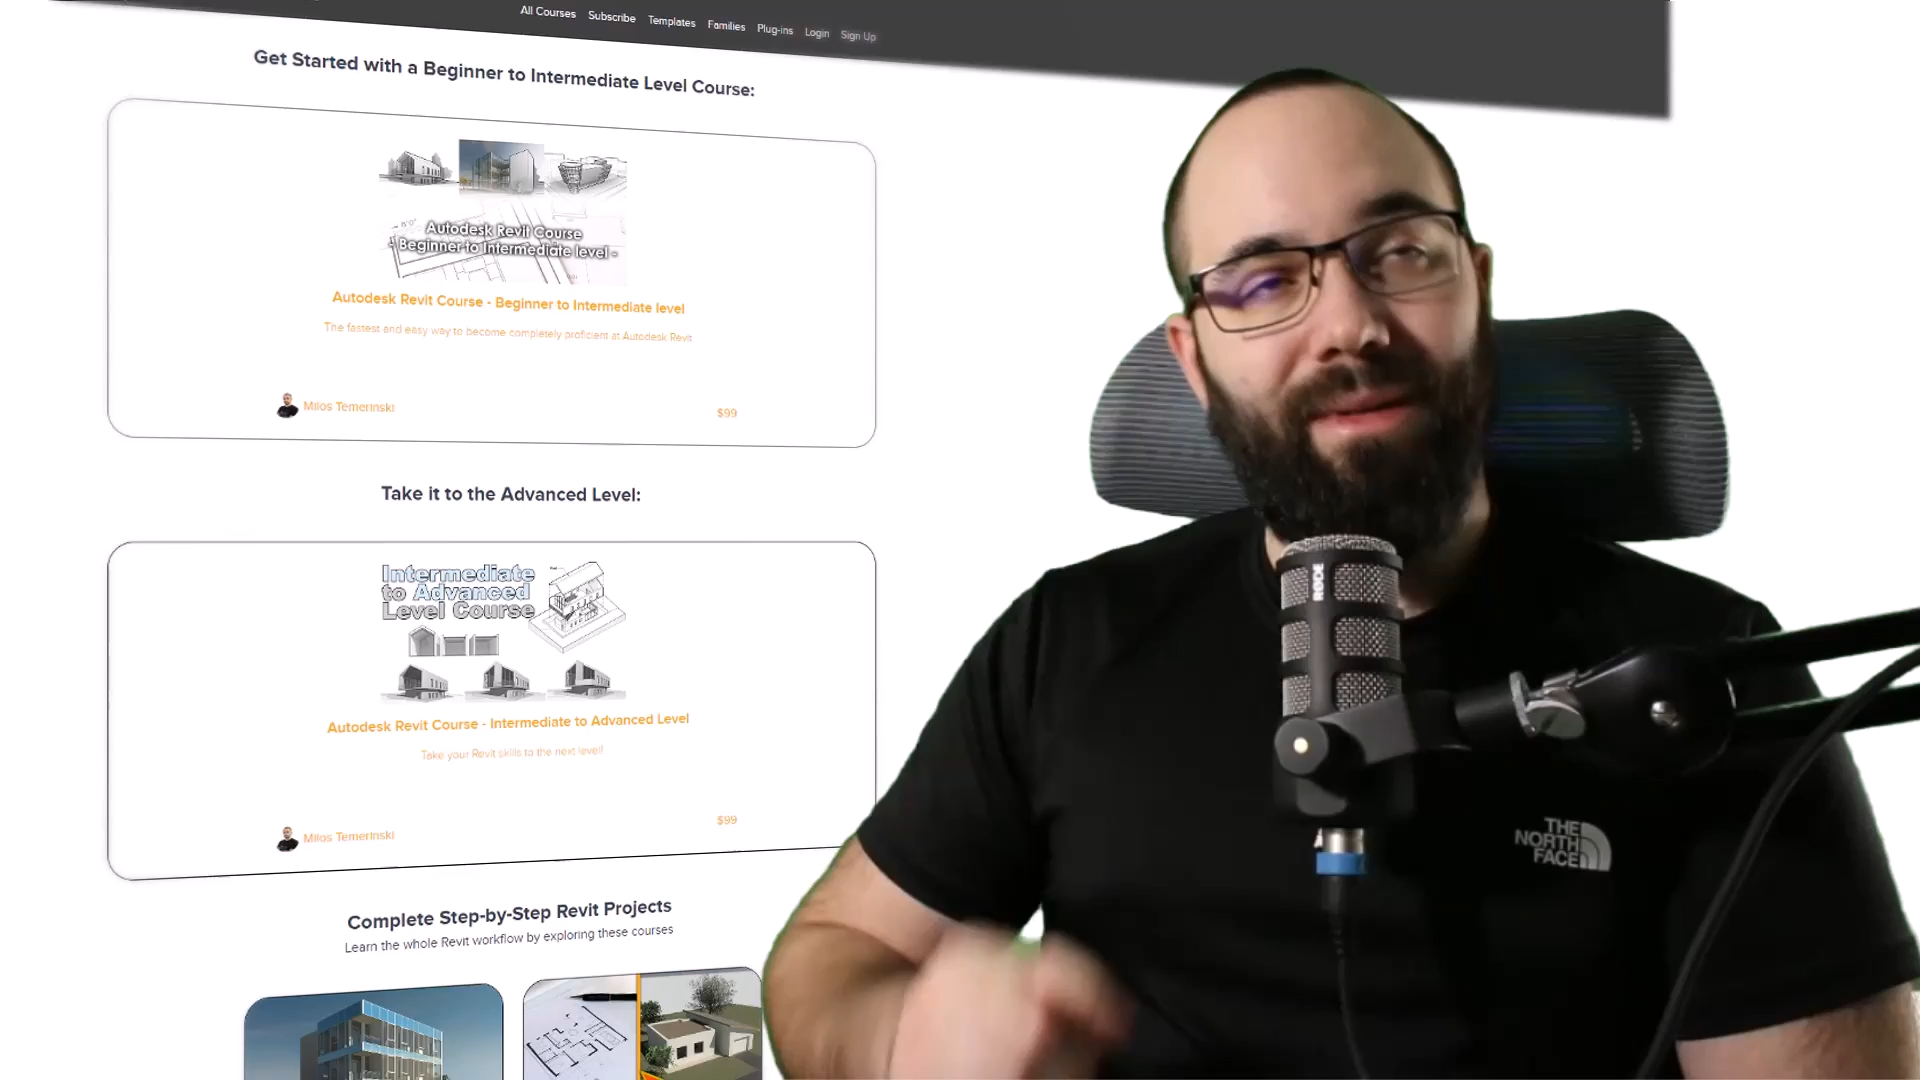 All Courses Subscribe Templates Families Plug-ins Login Sign Up
Get Started with a Beginner to Intermediate Level Course:
Autodesk Revit Course
- Beginner to Intermediate level -
Autodesk Revit Course - Beginner to Intermediate level
The fastest and easy way to become completely proficient at Autodesk Revit
Milos Temerinski
$99
Take it to the Advanced Level:
Intermediate
to Advanced
Level Course
Autodesk Revit Course - Intermediate to Advanced Level
Take your Revit skills to the next level!
Milos Temerinski
$99
Complete Step-by-Step Revit Projects
Learn the whole Revit workflow by exploring these courses
RØDE
THE
NORTH
FACE